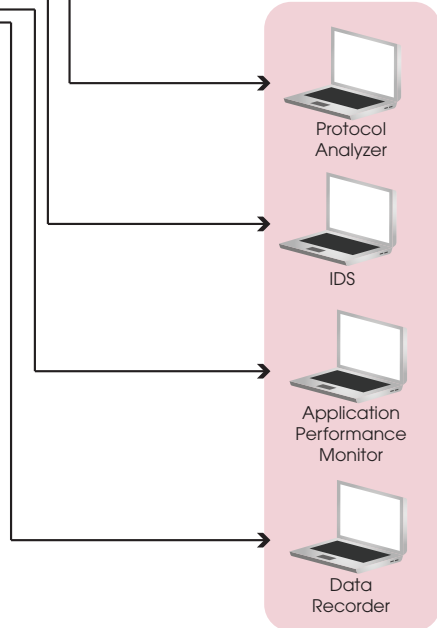 Protocol
Analyzer
IDS
Application
Performance
Monitor
Data
Recorder